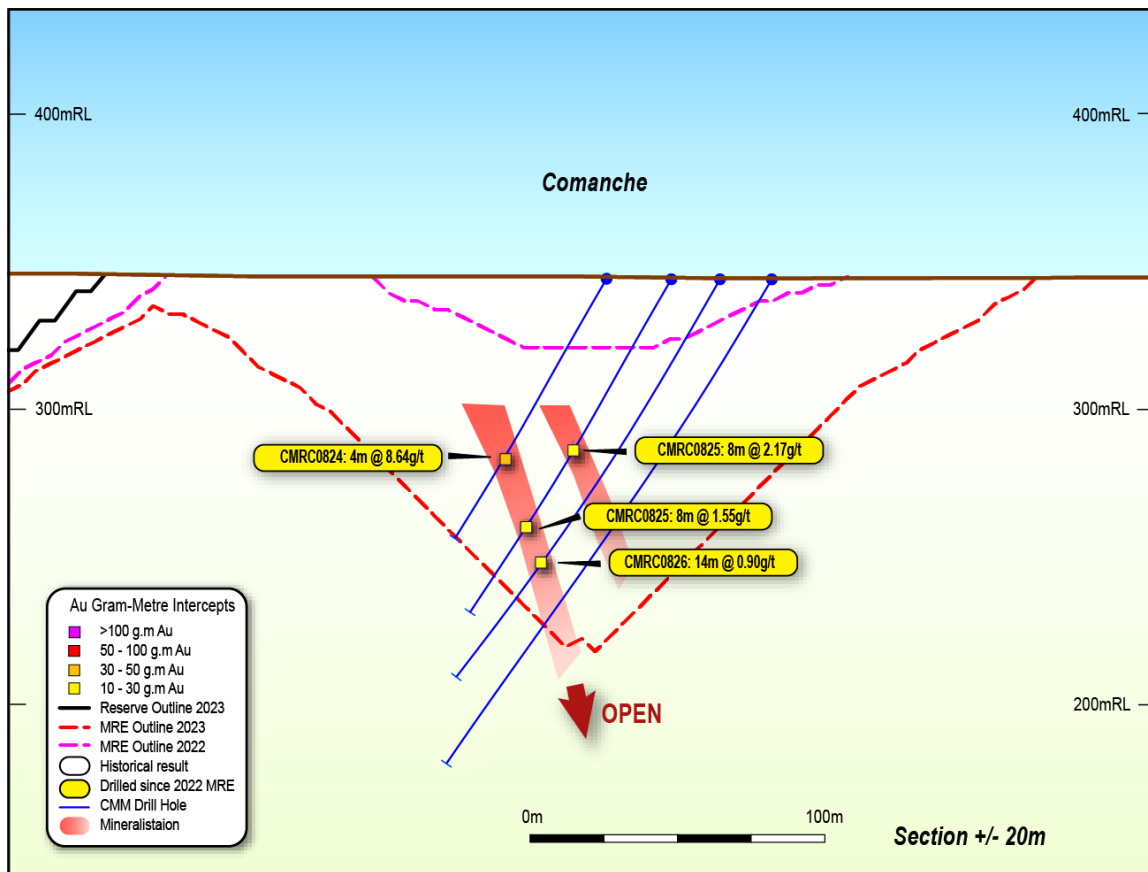 400mRL
400mRL
Comanche
300mRL
300mRL
CMRC0824: 4m @ 8.64g/t
CMRC0825: 8m @ 2.17g/t
CMRC0825: 8m @ 1.55g/t
CMRC0826: 14m @ 0.90g/t
Au Gram-Metre Intercepts
>100 g.m Au
50 - 100 g.m Au
30 - 50 g.m Au
10 - 30 g.m Au
Reserve Outline 2023
MRE Outline 2023
MRE Outline 2022
Historical result
Drilled since 2022 MRE
CMM Drill Hole
Mineralistaion
200mRL
OPEN
0m
100m
Section +/- 20m